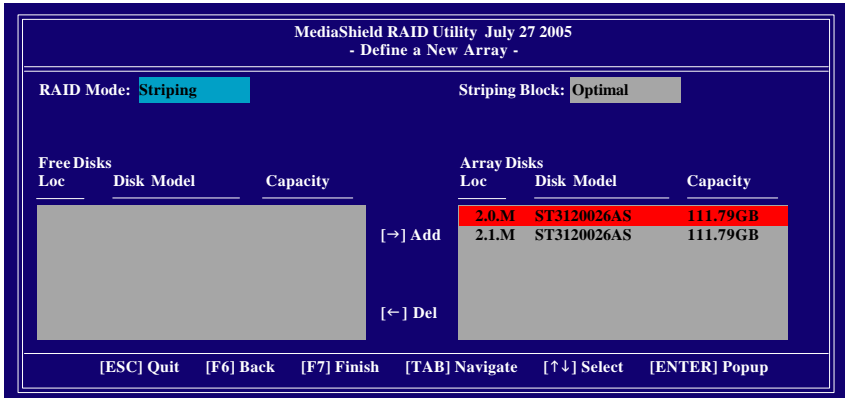 MediaShield RAID Utility July 27 2005
- Define a New Array -
RAID Mode: Striping
Striping Block: Optimal
Free Disks
Loc Disk Model Capacity
Array Disks
Loc Disk Model Capacity
2.0.M ST3120026AS 111.79GB
2.1.M ST3120026AS 111.79GB
[→] Add
[←] Del
[ESC] Quit [F6] Back [F7] Finish [TAB] Navigate [↑↓] Select [ENTER] Popup